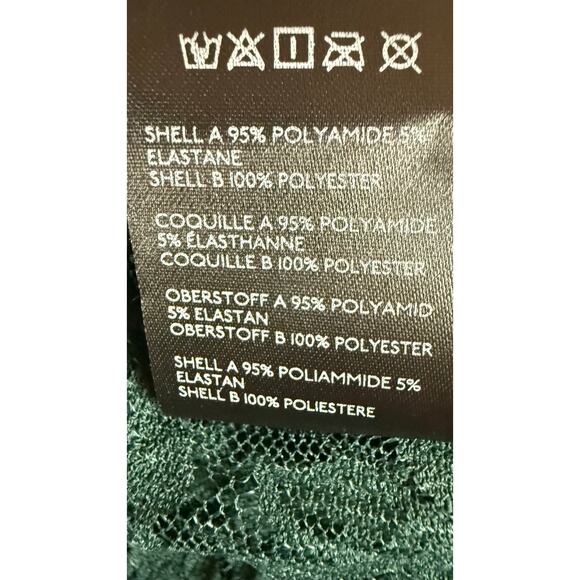 SHELL A 95% POLYAMIDE 5%
ELASTANE
SHELL B 100% POLYESTER
COQUILLE A 95% POLYAMIDE
5% ÉLASTHANNE
COQUILLE B 100% POLYESTER
OBERSTOFF A 95% POLYAMID
5% ELASTAN
OBERSTOFF B 100% POLYESTER
SHELL A 95% POLIAMMIDE 5%
ELASTAN
SHELL B 100% POLIESTERE